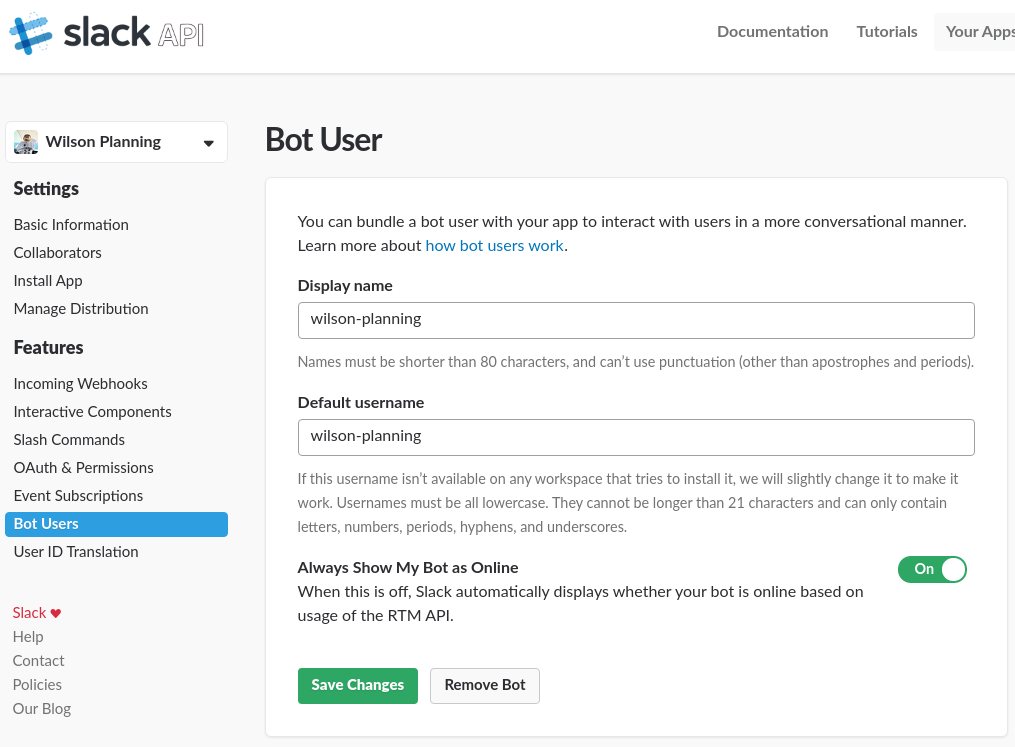 slack API
Documentation
Tutorials
Your Apps
Wilson Planning
Settings
Basic Information
Collaborators
Install App
Manage Distribution
Features
Incoming Webhooks
Interactive Components
Slash Commands
OAuth & Permissions
Event Subscriptions
Bot Users
User ID Translation
Slack ♥
Help
Contact
Policies
Our Blog
Bot User
You can bundle a bot user with your app to interact with users in a more conversational manner.
Learn more about how bot users work.
Display name
wilson-planning
Names must be shorter than 80 characters, and can’t use punctuation (other than apostrophes and periods).
Default username
wilson-planning
If this username isn’t available on any workspace that tries to install it, we will slightly change it to make it
work. Usernames must be all lowercase. They cannot be longer than 21 characters and can only contain
letters, numbers, periods, hyphens, and underscores.
Always Show My Bot as Online
On
When this is off, Slack automatically displays whether your bot is online based on
usage of the RTM API.
Save Changes
Remove Bot